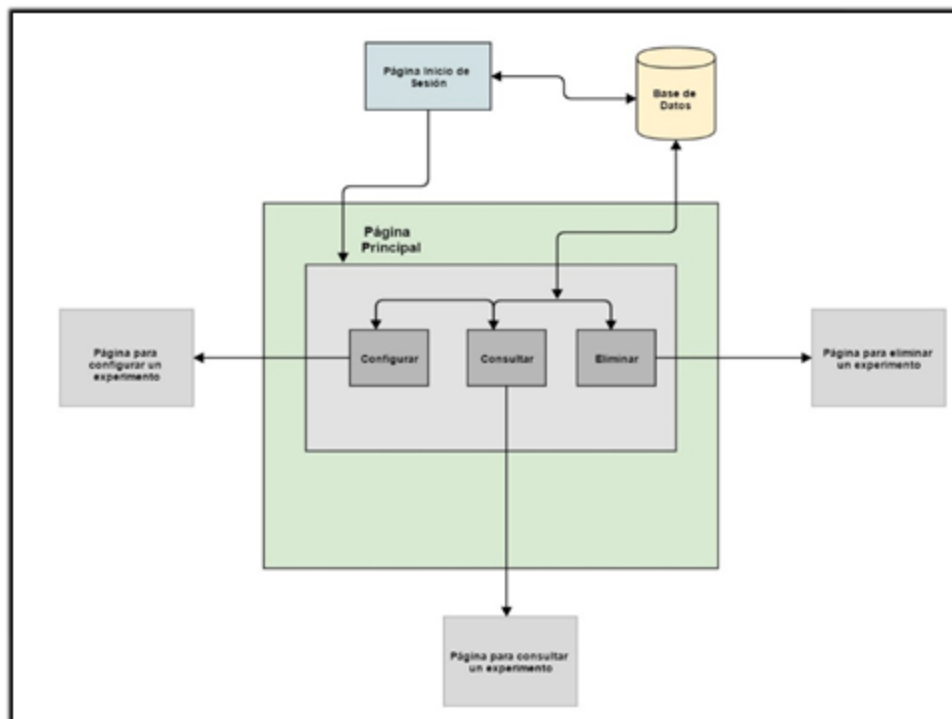 Página Inicio de
Sesión
Base de
Datos
Página
Principal
Configurar
Consultar
Eliminar
Página para
configurar un
experimento
Página para eliminar
un experimento
Página para consultar
un experimento